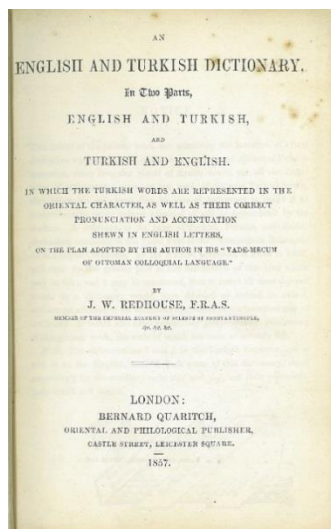 AN
ENGLISH AND TURKISH DICTIONARY.
In Two Parts,
ENGLISH AND TURKISH,
AND
TURKISH AND ENGLISH.
IN WHICH THE TURKISH WORDS ARE REPRESENTED IN THE
ORIENTAL CHARACTER, AS WELL AS THEIR CORRECT
PRONUNCIATION AND ACCENTUATION
SHEWN IN ENGLISH LETTERS,
ON THE PLAN ADOPTED BY THE AUTHOR IN HIS "VADE-MECUM
OF OTTOMAN COLLOQUIAL LANGUAGE."
BY
J. W. REDHOUSE, F.R.A.S.
MEMBER OF THE IMPERIAL ACADEMY OF SCIENCE OF CONSTANTINOPLE,
&c. &c. &c.
LONDON:
BERNARD QUARITCH,
ORIENTAL AND PHILOLOGICAL PUBLISHER,
CASTLE STREET, LEICESTER SQUARE.
1857.